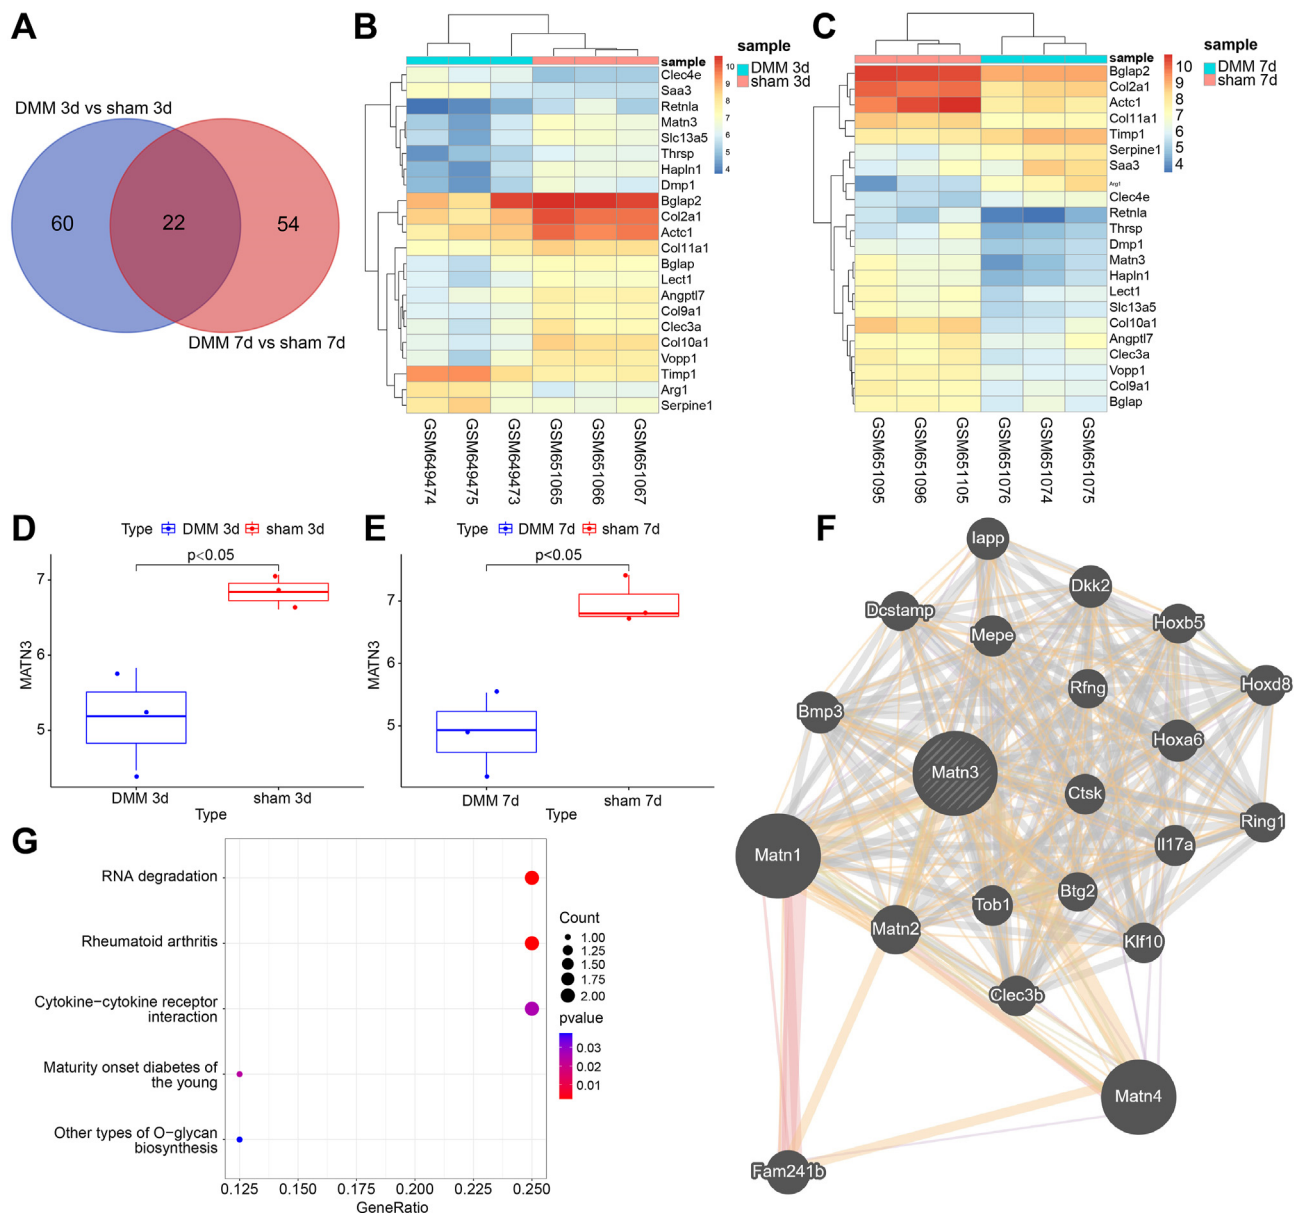 A
DMM 3d vs sham 3d
60
22
54
DMM 7d vs sham 7d
B
sample
Clec4e
Saa3
Retnla
Matn3
Slc13a5
Thrsp
Hapln1
Dmp1
Bglap2
Col2a1
Actc1
Col11a1
Bglap
Lect1
Angptl7
Col9a1
Clec3a
Col10a1
Vopp1
Timp1
Arg1
Serpine1
10
9
8
7
6
5
4
sample
DMM 3d
sham 3d
GSM649474
GSM649475
GSM649473
GSM651065
GSM651066
GSM651067
C
sample
Bglap2
Col2a1
Actc1
Col11a1
Timp1
Serpine1
Saa3
Arg1
Clec4e
Retnla
Thrsp
Dmp1
Matn3
Hapln1
Lect1
Slc13a5
Col10a1
Angptl7
Clec3a
Vopp1
Col9a1
Bglap
10
9
8
7
6
5
4
sample
DMM 7d
sham 7d
GSM651095
GSM651096
GSM651105
GSM651076
GSM651074
GSM651075
D
Type DMM 3d sham 3d
p<0.05
7
6
5
MATN3
DMM 3d
sham 3d
Type
E
Type DMM 7d sham 7d
p<0.05
7
6
5
MATN3
DMM 7d
sham 7d
Type
F
Iapp
Dkk2
Dcstamp
Hoxb5
Mepe
Rfng
Hoxd8
Bmp3
Hoxa6
Matn3
Ctsk
Ring1
Il17a
Matn1
Btg2
Tob1
Matn2
Klf10
Clec3b
Matn4
Fam241b
G
RNA degradation
Rheumatoid arthritis
Cytokine−cytokine receptor
interaction
Maturity onset diabetes of
the young
Other types of O−glycan
biosynthesis
0.125 0.150 0.175 0.200 0.225 0.250
GeneRatio
Count
1.00
1.25
1.50
1.75
2.00
pvalue
0.03
0.02
0.01